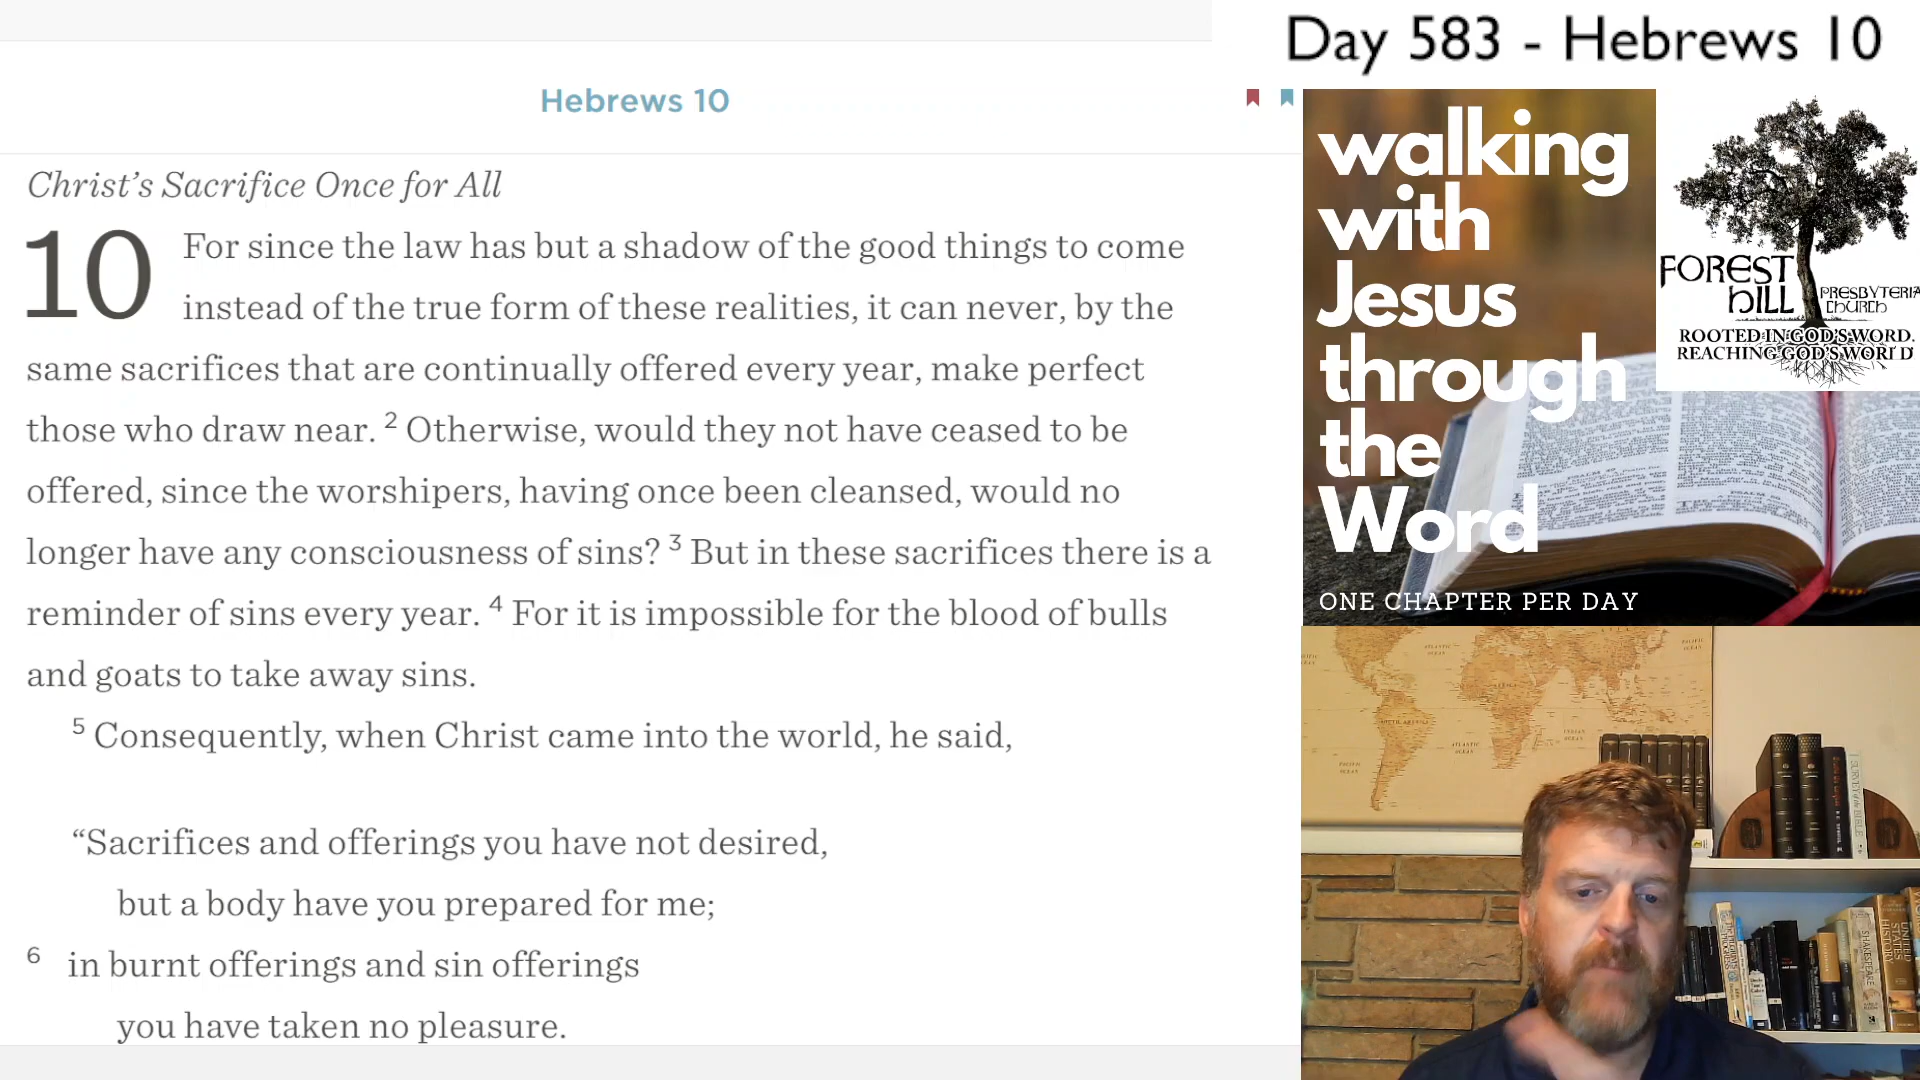 Day 583 - Hebrews 10
Hebrews 10
Christ's Sacrifice Once for All
10 For since the law has but a shadow of the good things to come
instead of the true form of these realities, it can never, by the
same sacrifices that are continually offered every year, make perfect
those who draw near. 2 Otherwise, would they not have ceased to be
offered, since the worshipers, having once been cleansed, would no
longer have any consciousness of sins? 3 But in these sacrifices there is a
reminder of sins every year. 4 For it is impossible for the blood of bulls
and goats to take away sins.
5 Consequently, when Christ came into the world, he said,
“Sacrifices and offerings you have not desired,
but a body have you prepared for me;
6 in burnt offerings and sin offerings
you have taken no pleasure.
walking
with
Jesus
through
the
Word
ONE CHAPTER PER DAY
FOREST
HILL
PRESBYTERIA
CHURCH
ROOTED IN GOD'S WORD.
REACHING GOD'S WORLD
SHAKESPEARE
UNITED
STATES
HISTORY